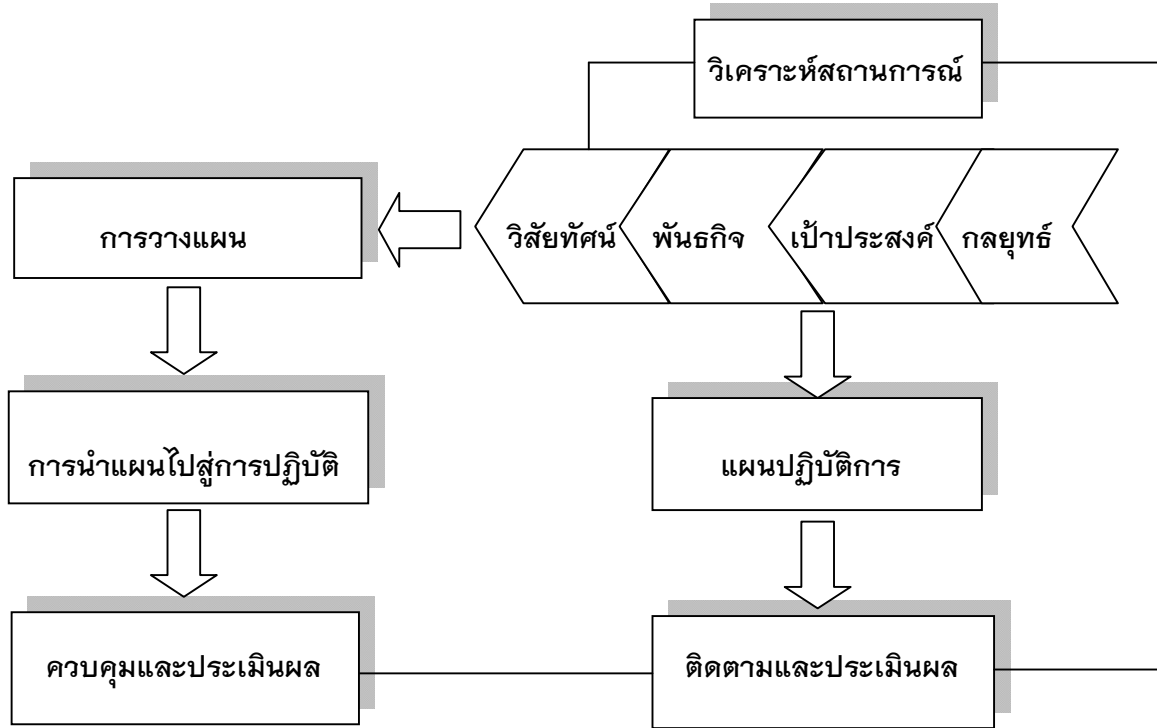 วิเคราะห์สถานการณ์
การวางแผน
วิสัยทัศน์
พันธกิจ
เป้าประสงค์
กลยุทธ์
การนำแผนไปสู่การปฏิบัติ
แผนปฏิบัติการ
ควบคุมและประเมินผล
ติดตามและประเมินผล